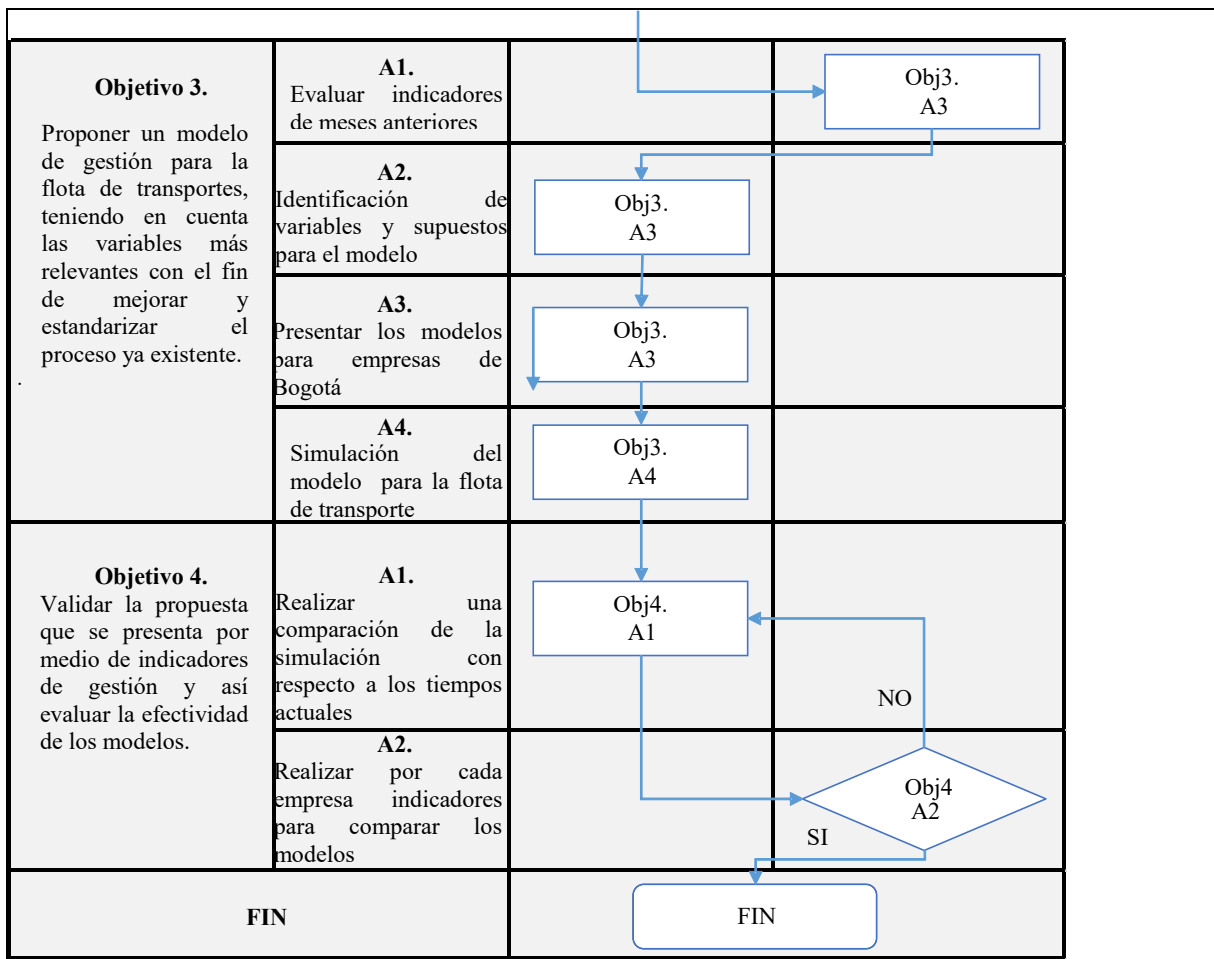 Objetivo 3.
Proponer un modelo
de gestión para la
flota de transportes,
teniendo en cuenta
las variables más
relevantes con el fin
de mejorar y
estandarizar el
proceso ya existente.
.
A1.
Evaluar indicadores
de meses anteriores
Obj3.
A3
A2.
Identificación de
variables y supuestos
para el modelo
Obj3.
A3
A3.
Presentar los modelos
para empresas de
Bogotá
Obj3.
A3
A4.
Simulación del
modelo para la flota
de transporte
Obj3.
A4
Objetivo 4.
Validar la propuesta
que se presenta por
medio de indicadores
de gestión y así
evaluar la efectividad
de los modelos.
A1.
Realizar una
comparación de la
simulación con
respecto a los tiempos
actuales
Obj4.
A1
NO
A2.
Realizar por cada
empresa indicadores
para comparar los
modelos
Obj4
A2
SI
FIN
FIN